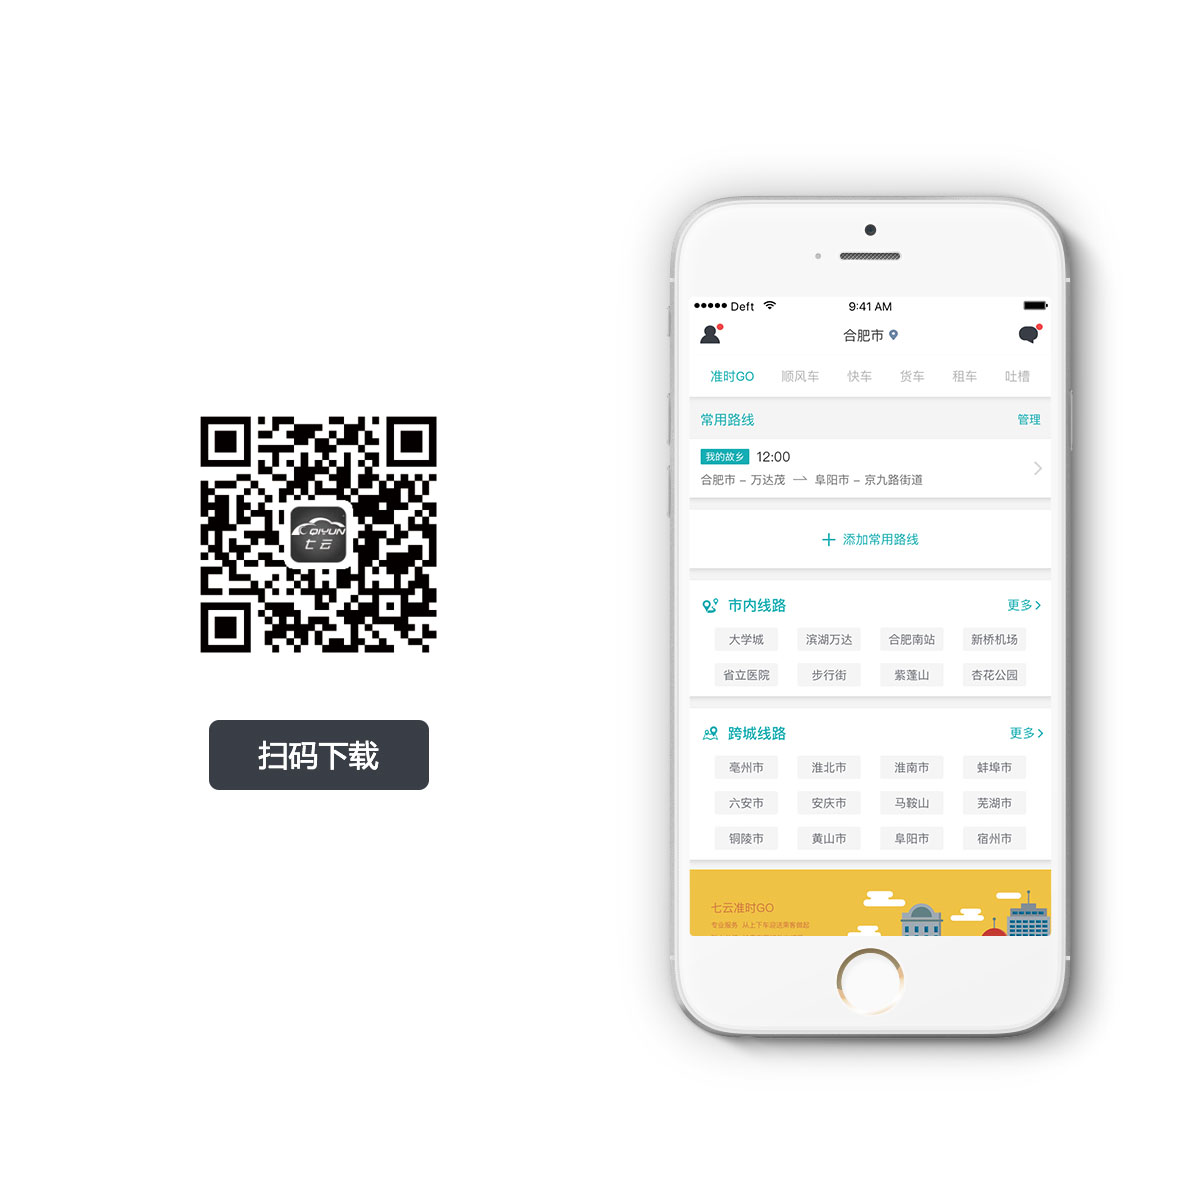 QIYUN
七云
扫码下载
Deft
9:41 AM
合肥市
准时GO 顺风车 快车 货车 租车 吐槽
常用路线 管理
我的故乡 12:00
合肥市 – 万达茂 阜阳市 – 京九路街道
+ 添加常用路线
市内线路 更多
大学城 滨湖万达 合肥南站 新桥机场
省立医院 步行街 紫蓬山 杏花公园
跨城线路 更多
亳州市 淮北市 淮南市 蚌埠市
六安市 安庆市 马鞍山 芜湖市
铜陵市 黄山市 阜阳市 宿州市
七云准时GO
专业服务 从上下车迎送乘客做起